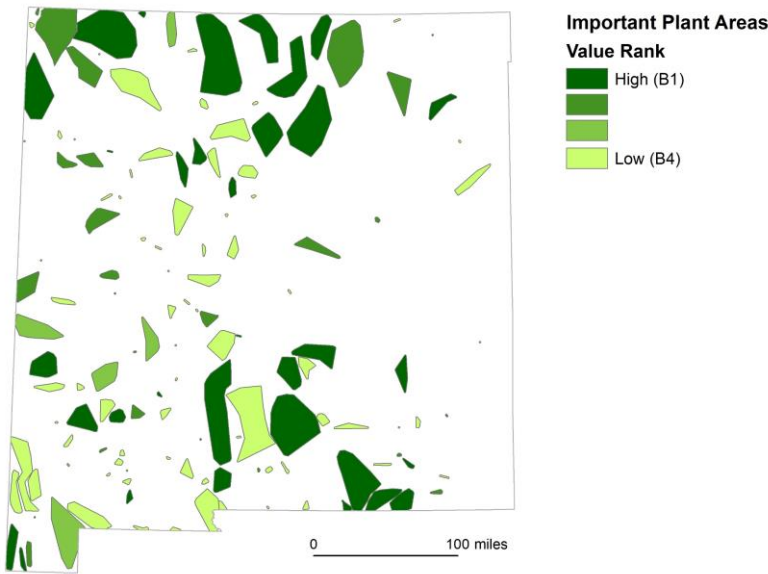 Important Plant Areas
Value Rank
High (B1)
Low (B4)
0 100 miles